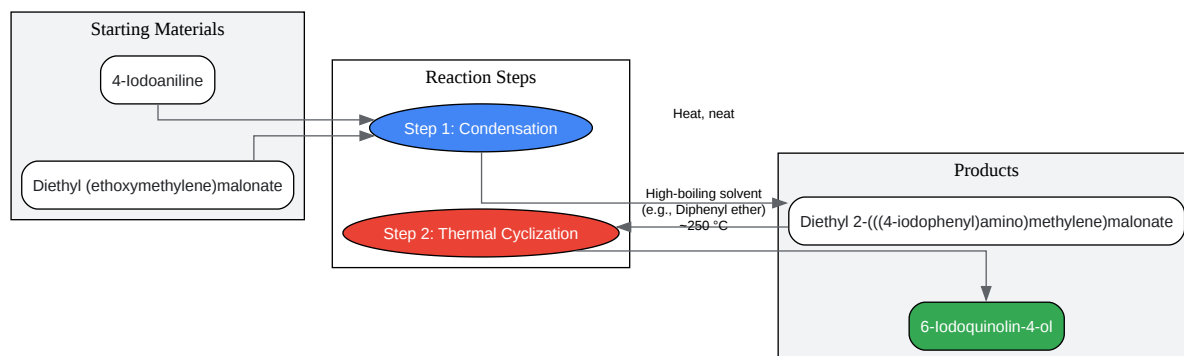 Starting Materials
4-Iodoaniline
Diethyl (ethoxymethylene)malonate
Reaction Steps
Step 1: Condensation
Step 2: Thermal Cyclization
Heat, neat
High-boiling solvent
(e.g., Diphenyl ether)
~250 °C
Products
Diethyl 2-(((4-iodophenyl)amino)methylene)malonate
6-Iodoquinolin-4-ol